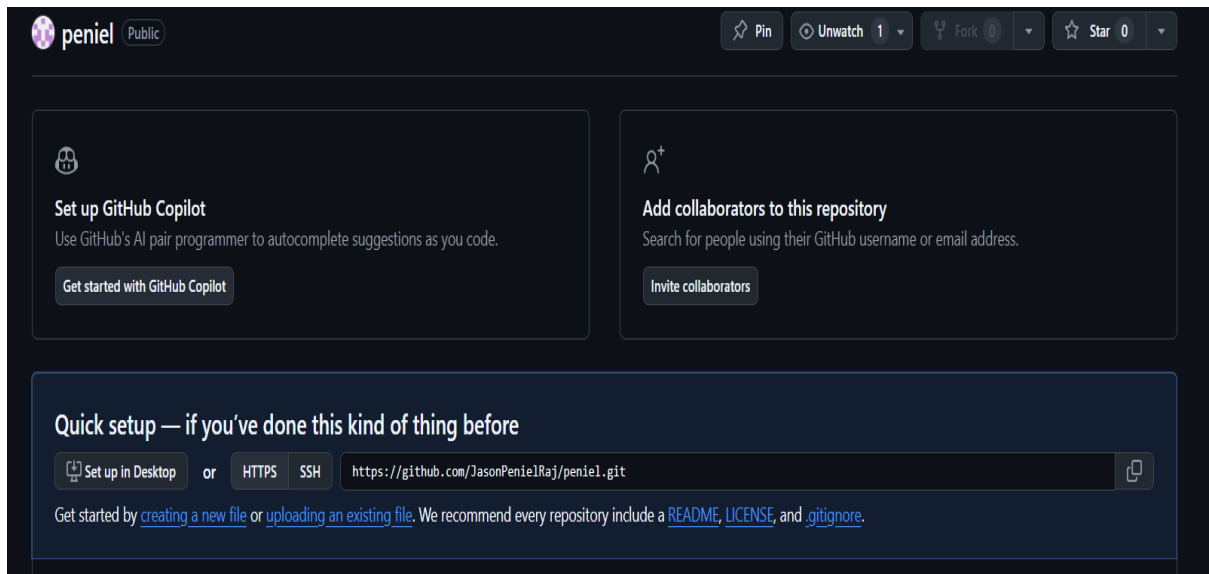 peniel Public Pin Unwatch 1 Fork 0 Star 0
Set up GitHub Copilot
Use GitHub's AI pair programmer to autocomplete suggestions as you code.
Get started with GitHub Copilot
Add collaborators to this repository
Search for people using their GitHub username or email address.
Invite collaborators
Quick setup — if you've done this kind of thing before
Set up in Desktop or HTTPS SSH https://github.com/JasonPenielRaj/peniel.git
Get started by creating a new file or uploading an existing file. We recommend every repository include a README, LICENSE, and .gitignore.